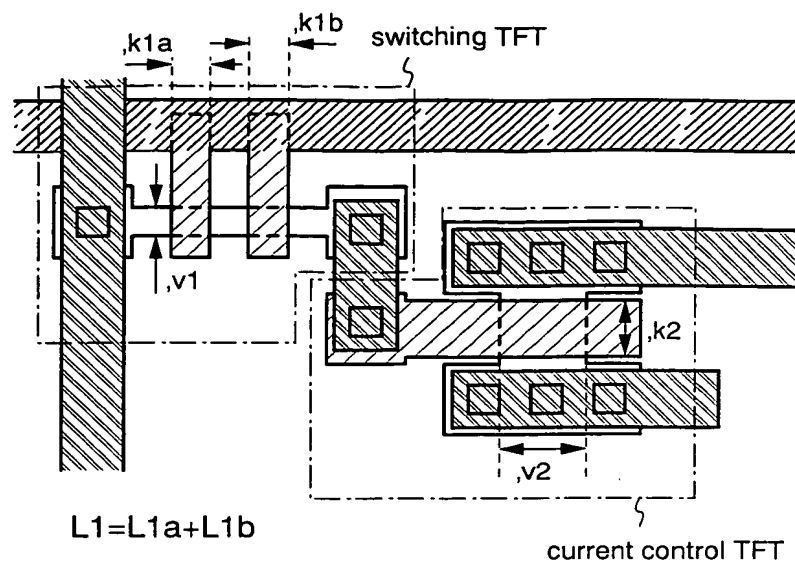 ,k1a
,k1b
switching TFT
,v1
,k2
,v2
L1=L1a+L1b
current control TFT